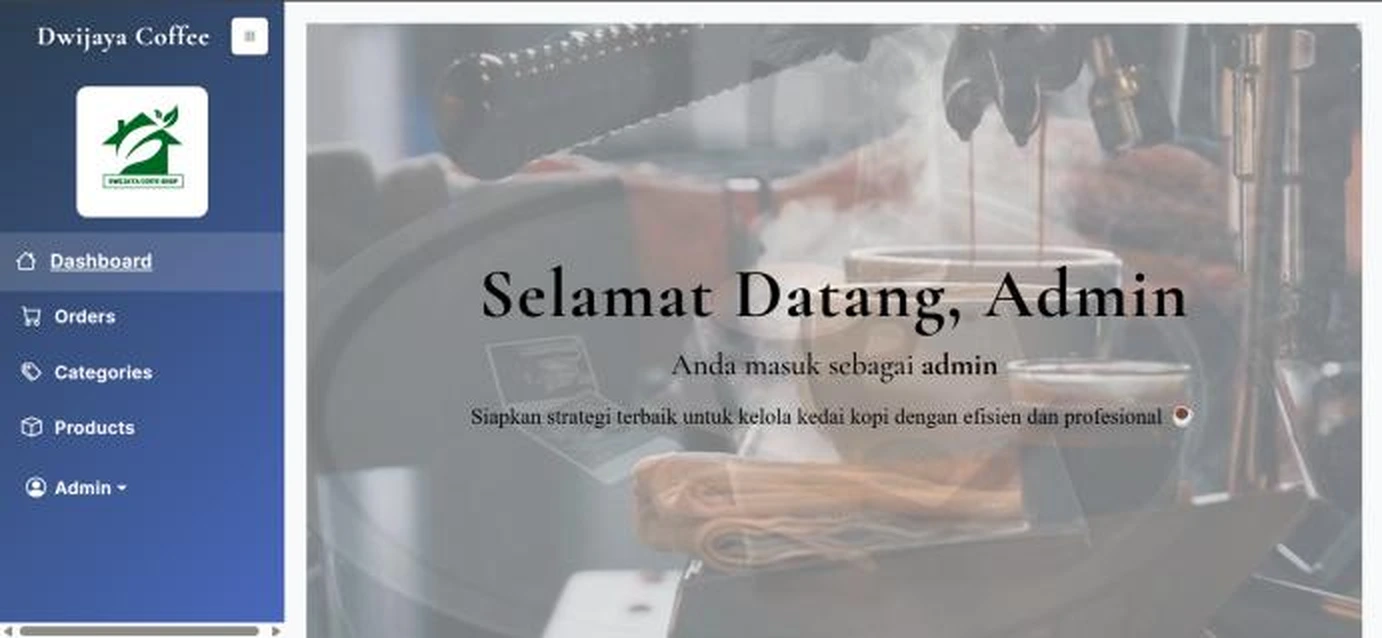 Dwijaya Coffee
Dashboard
Orders
Categories
Products
Admin
Selamat Datang, Admin
Anda masuk sebagai admin
Siapkan strategi terbaik untuk kelola kedai kopi dengan efisien dan profesional